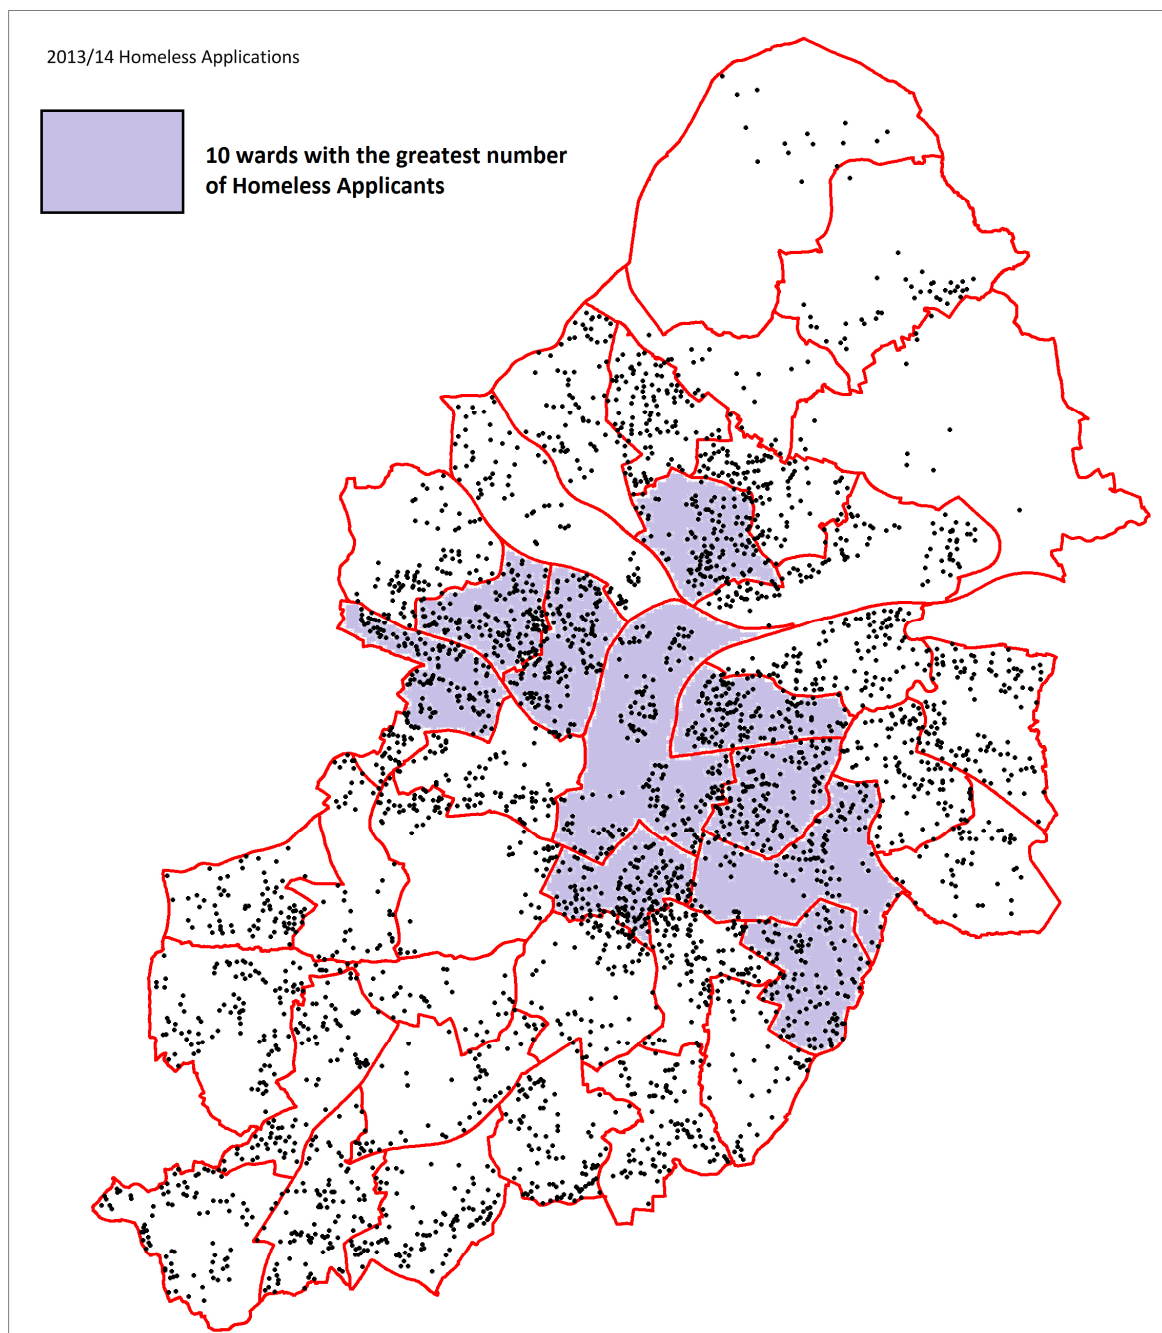 2013/14 Homeless Applications
10 wards with the greatest number
of Homeless Applicants